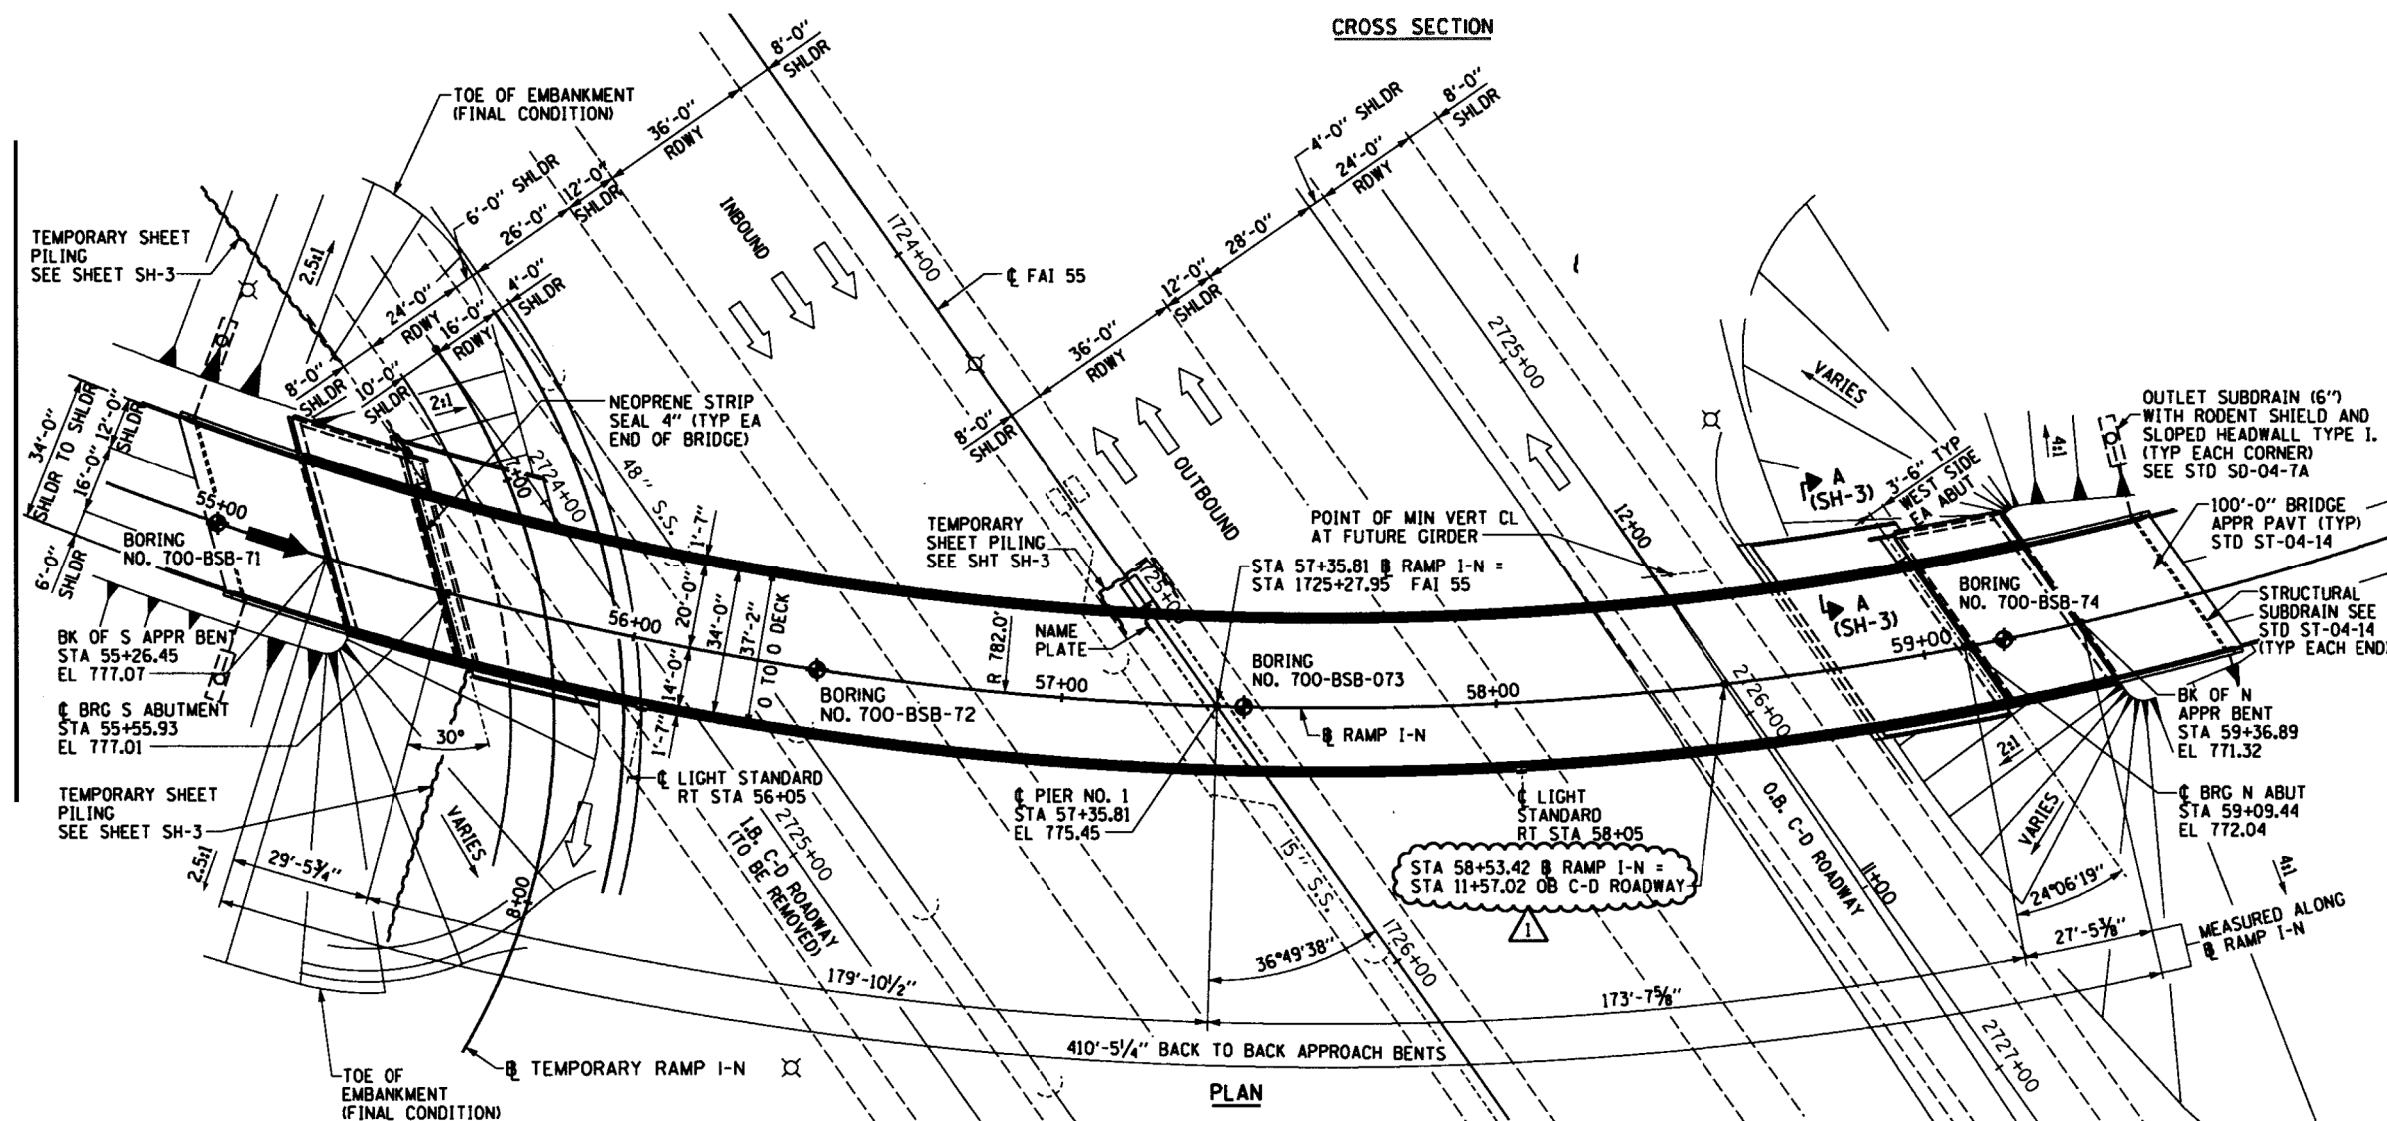 CROSS SECTION
TOE OF EMBANKMENT
(FINAL CONDITION)
8'-0"
SHLDR
36'-0"
RDWY
6'-0" SHLDR
12'-0"
SHLDR
26'-0"
4'-0"
SHLDR
24'-0"
RDWY
16'-0"
RDWY
8'-0"
SHLDR
10'-0"
SHLDR
TEMPORARY SHEET
PILING
SEE SHEET SH-3
2.5:1
2:1
INBOUND
1724+00
℄ FAI 55
4'-0" SHLDR
8'-0"
SHLDR
24'-0"
RDWY
28'-0"
12'-0"
SHLDR
36'-0"
RDWY
8'-0"
SHLDR
2725+00
OUTBOUND
VARIES
OUTLET SUBDRAIN (6")
WITH RODENT SHIELD AND
SLOPED HEADWALL TYPE I.
(TYP EACH CORNER)
SEE STD SD-04-7A
4:1
3'-6" TYP
WEST SIDE
EA ABUT
A
(SH-3)
A
(SH-3)
34'-0"
SHLDR TO SHLDR
12'-0"
SHLDR
16'-0"
6'-0"
SHLDR
NEOPRENE STRIP
SEAL 4" (TYP EA
END OF BRIDGE)
7+00
2724+00
48" S.S.
55+00
BORING
NO. 700-BSB-71
TEMPORARY
SHEET PILING
SEE SHT SH-3
POINT OF MIN VERT CL
AT FUTURE GIRDER
12+00
100'-0" BRIDGE
APPR PAVT (TYP)
STD ST-04-14
1'-7"
20'-0"
34'-0"
37'-2"
O TO O DECK
14'-0"
1'-7"
STA 57+35.81 ⅊ RAMP I-N =
STA 1725+27.95 FAI 55
1725+00
BORING
NO. 700-BSB-74
STRUCTURAL
SUBDRAIN SEE
STD ST-04-14
(TYP EACH END)
56+00
NAME
PLATE
R 782.0'
BK OF S APPR BENT
STA 55+26.45
EL 777.07
BORING
NO. 700-BSB-72
57+00
BORING
NO. 700-BSB-073
58+00
59+00
2726+00
℄ BRG S ABUTMENT
STA 55+55.93
EL 777.01
30°
⅊ RAMP I-N
BK OF N
APPR BENT
STA 59+36.89
EL 771.32
2:1
℄ LIGHT STANDARD
RT STA 56+05
TEMPORARY SHEET
PILING
SEE SHEET SH-3
VARIES
2725+00
I.B. C-D ROADWAY
(TO BE REMOVED)
℄ PIER NO. 1
STA 57+35.81
EL 775.45
℄ LIGHT
STANDARD
RT STA 58+05
O.B. C-D ROADWAY
11+00
VARIES
℄ BRG N ABUT
STA 59+09.44
EL 772.04
STA 58+53.42 ⅊ RAMP I-N =
STA 11+57.02 OB C-D ROADWAY
1
2.5:1
29'-5¾"
8+00
15" S.S.
4:1
24°06'19"
27'-5⅜"
MEASURED ALONG
⅊ RAMP I-N
36°49'38"
1726+00
179'-10½"
173'-7⅝"
410'-5¼" BACK TO BACK APPROACH BENTS
2727+00
⅊ TEMPORARY RAMP I-N
TOE OF
EMBANKMENT
(FINAL CONDITION)
PLAN